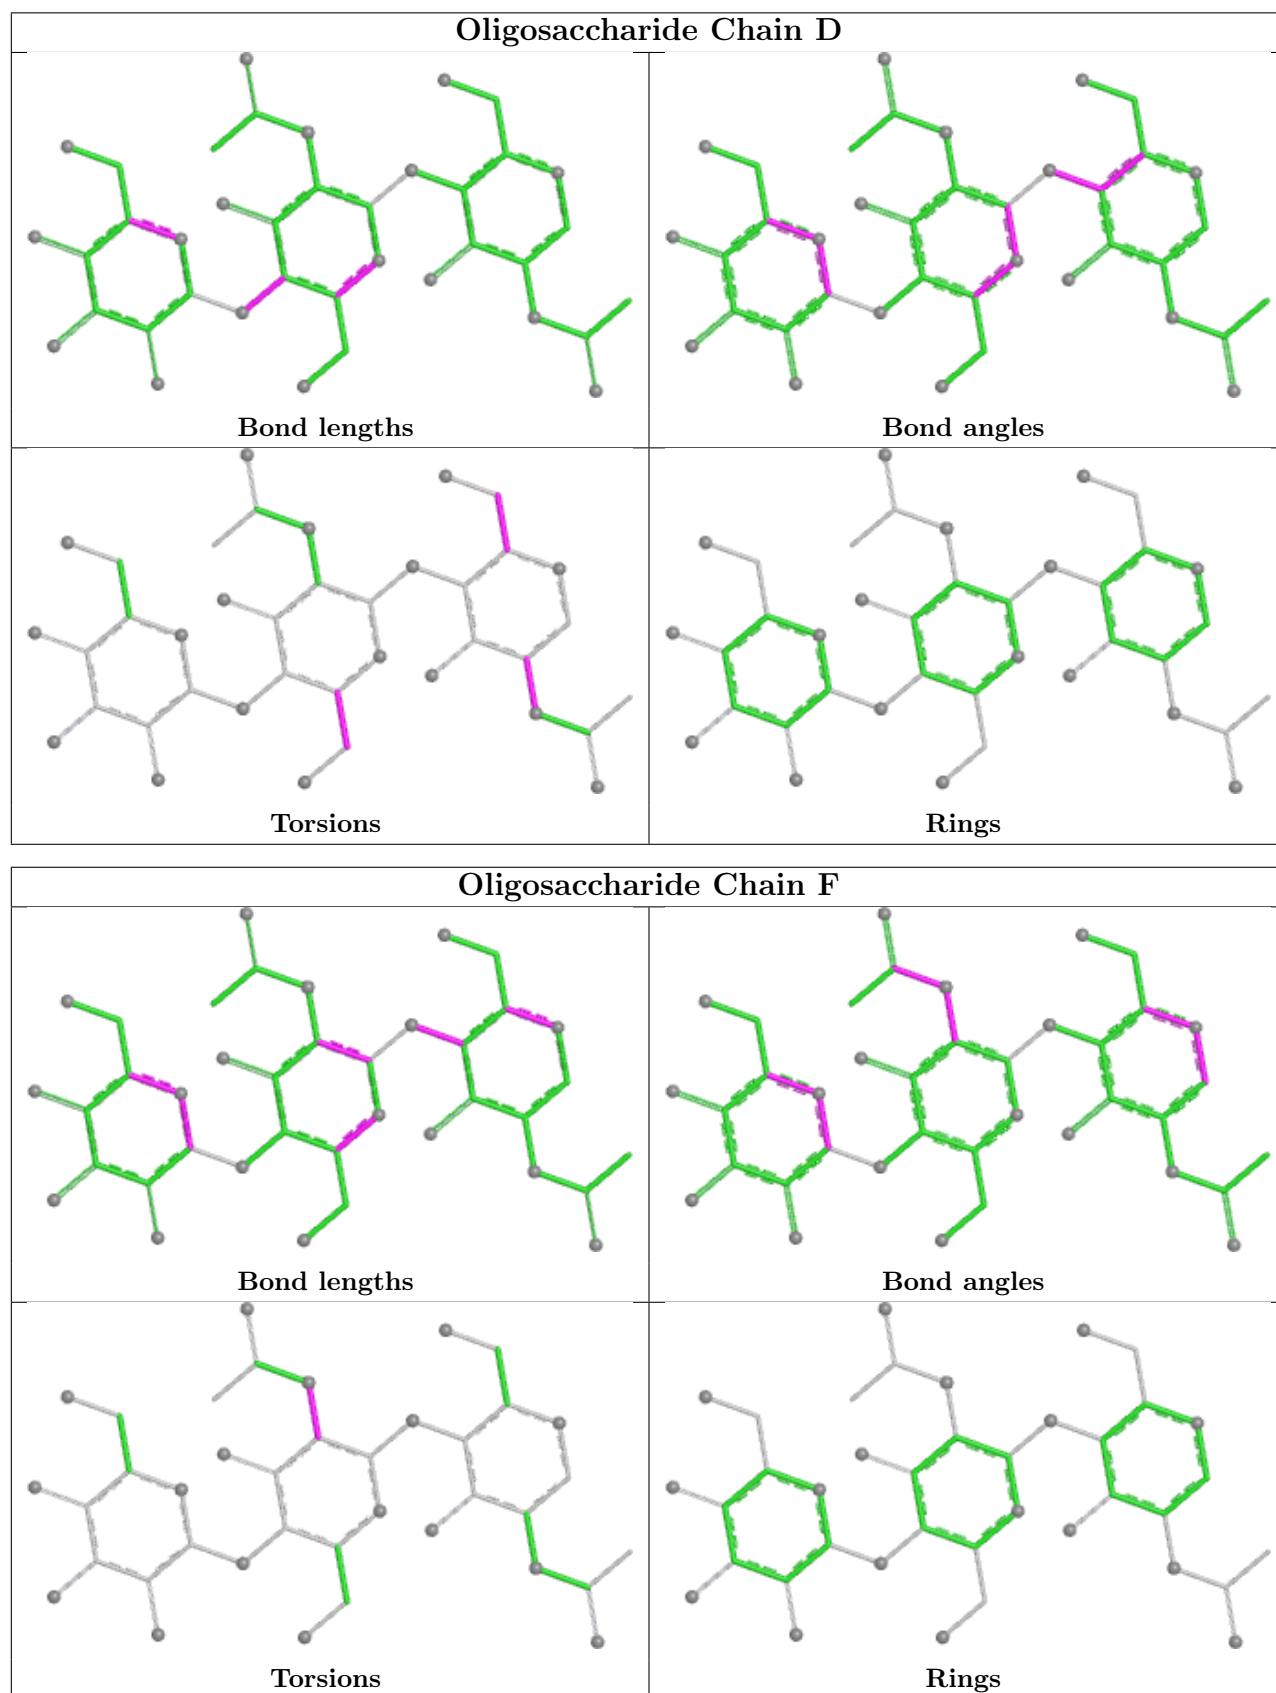 Oligosaccharide Chain D
Bond lengths
Bond angles
Torsions
Rings
Oligosaccharide Chain F
Bond lengths
Bond angles
Torsions
Rings